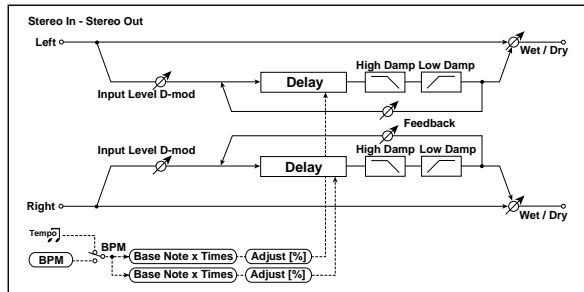 Stereo In - Stereo Out
Left
Wet / Dry
High Damp Low Damp
Input Level D-mod
Delay
Feedback
Input Level D-mod
High Damp Low Damp
Delay
Right
Wet / Dry
Tempo
BPM
BPM
Base Note x Times
Adjust [%]
Base Note x Times
Adjust [%]